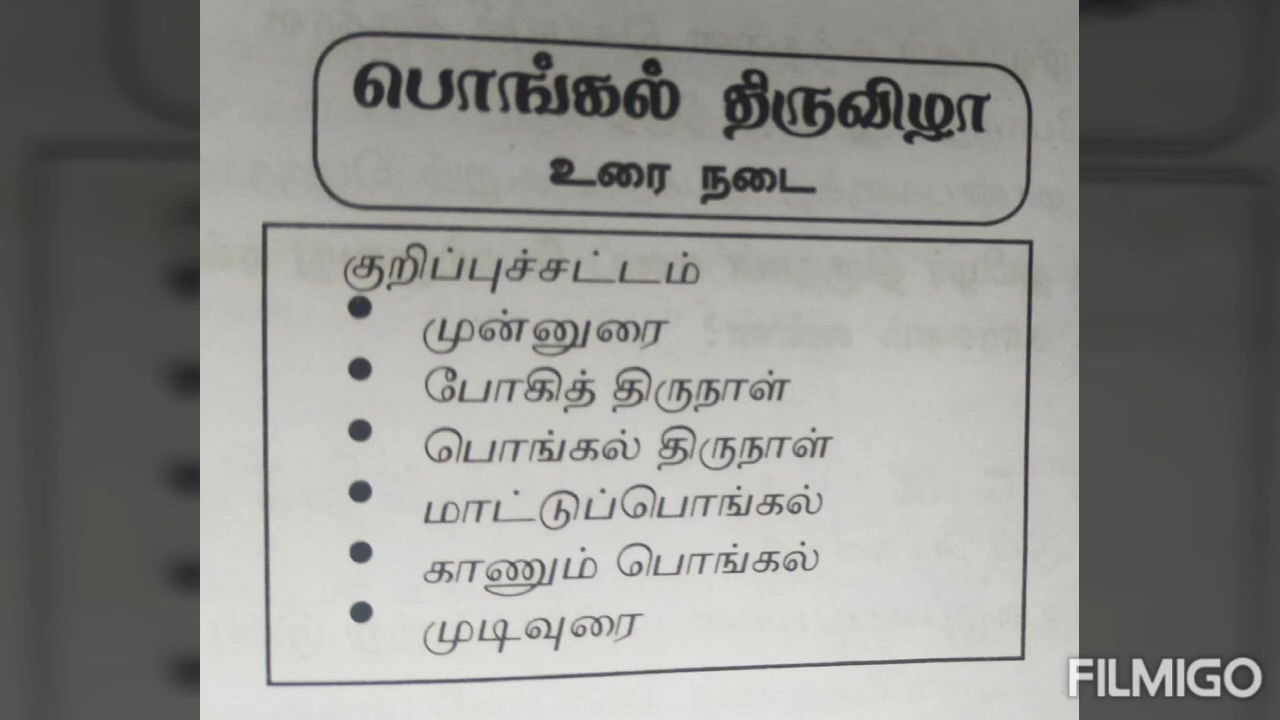 பொங்கல் திருவிழா
உரை நடை
குறிப்புச்சட்டம்
• முன்னுரை
• போகித் திருநாள்
• பொங்கல் திருநாள்
• மாட்டுப்பொங்கல்
• காணும் பொங்கல்
• முடிவுரை
FILMIGO